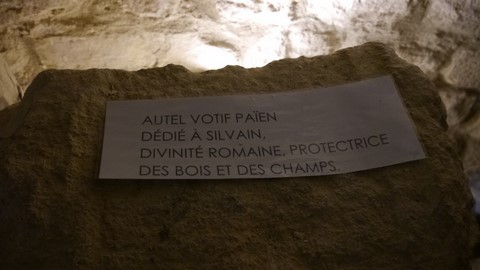 AUTEL VOTIF PAÏEN
DÉDIÉ À SILVAIN,
DIVINITÉ ROMAINE, PROTECTRICE
DES BOIS ET DES CHAMPS.